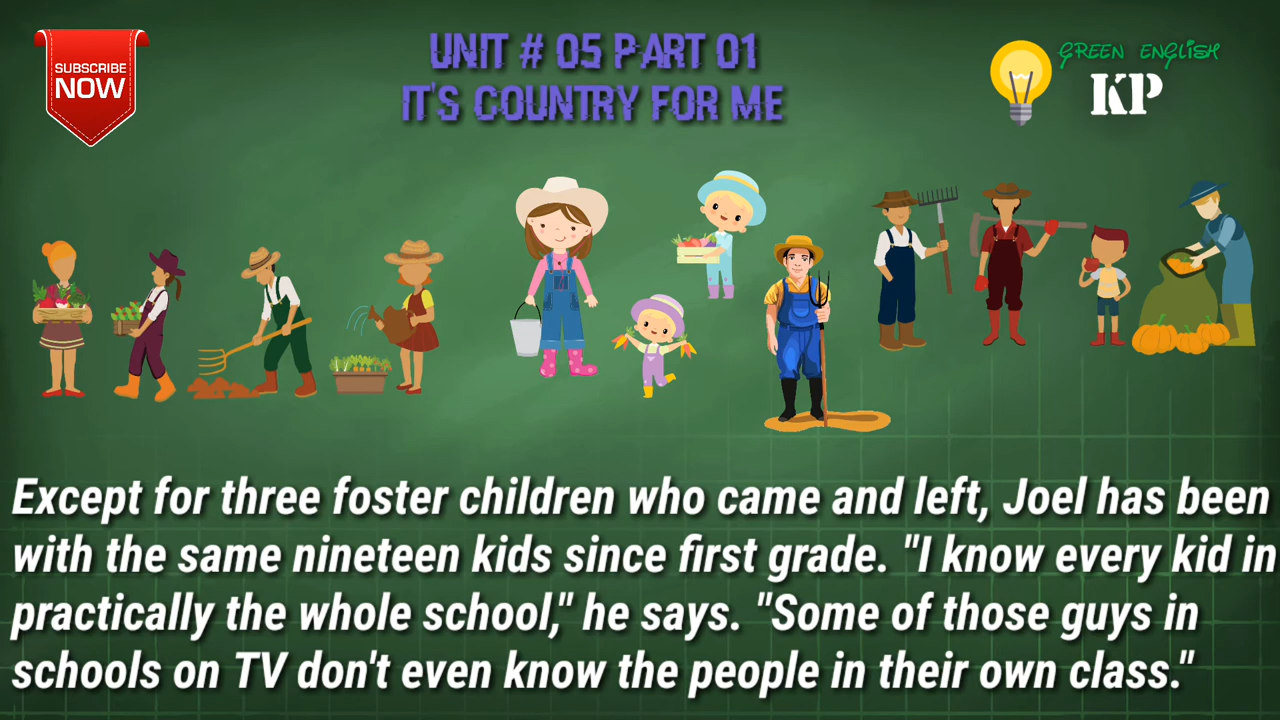 SUBSCRIBE
NOW
UNIT # 05 PART 01
IT'S COUNTRY FOR ME
GREEN ENGLISH
KP
Except for three foster children who came and left, Joel has been
with the same nineteen kids since first grade. "I know every kid in
practically the whole school," he says. "Some of those guys in
schools on TV don't even know the people in their own class."